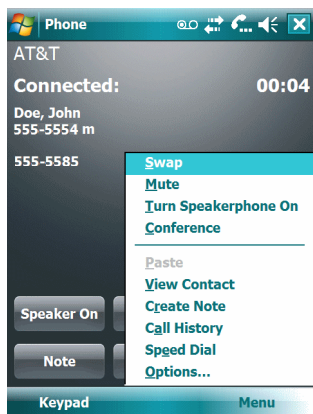 Phone
AT&T
Connected: 00:04
Doe, John
555-5554 m
555-5585
Swap
Mute
Turn Speakerphone On
Conference
Paste
View Contact
Create Note
Call History
Speed Dial
Options...
Speaker On
Note
Keypad Menu